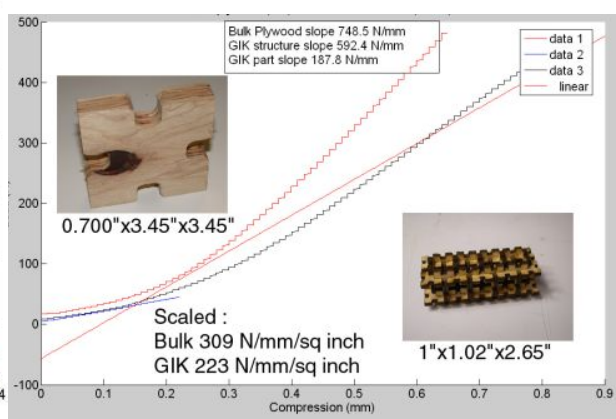 500
400
300
200
100
0
-100
Bulk Plywood slope 748.5 N/mm
GIK structure slope 592.4 N/mm
GIK part slope 187.8 N/mm
data 1
data 2
data 3
linear
0.700"x3.45"x3.45"
1"x1.02"x2.65"
Scaled :
Bulk 309 N/mm/sq inch
GIK 223 N/mm/sq inch
4
0 0.1 0.2 0.3 0.4 0.5 0.6 0.7 0.8 0.9
Compression (mm)